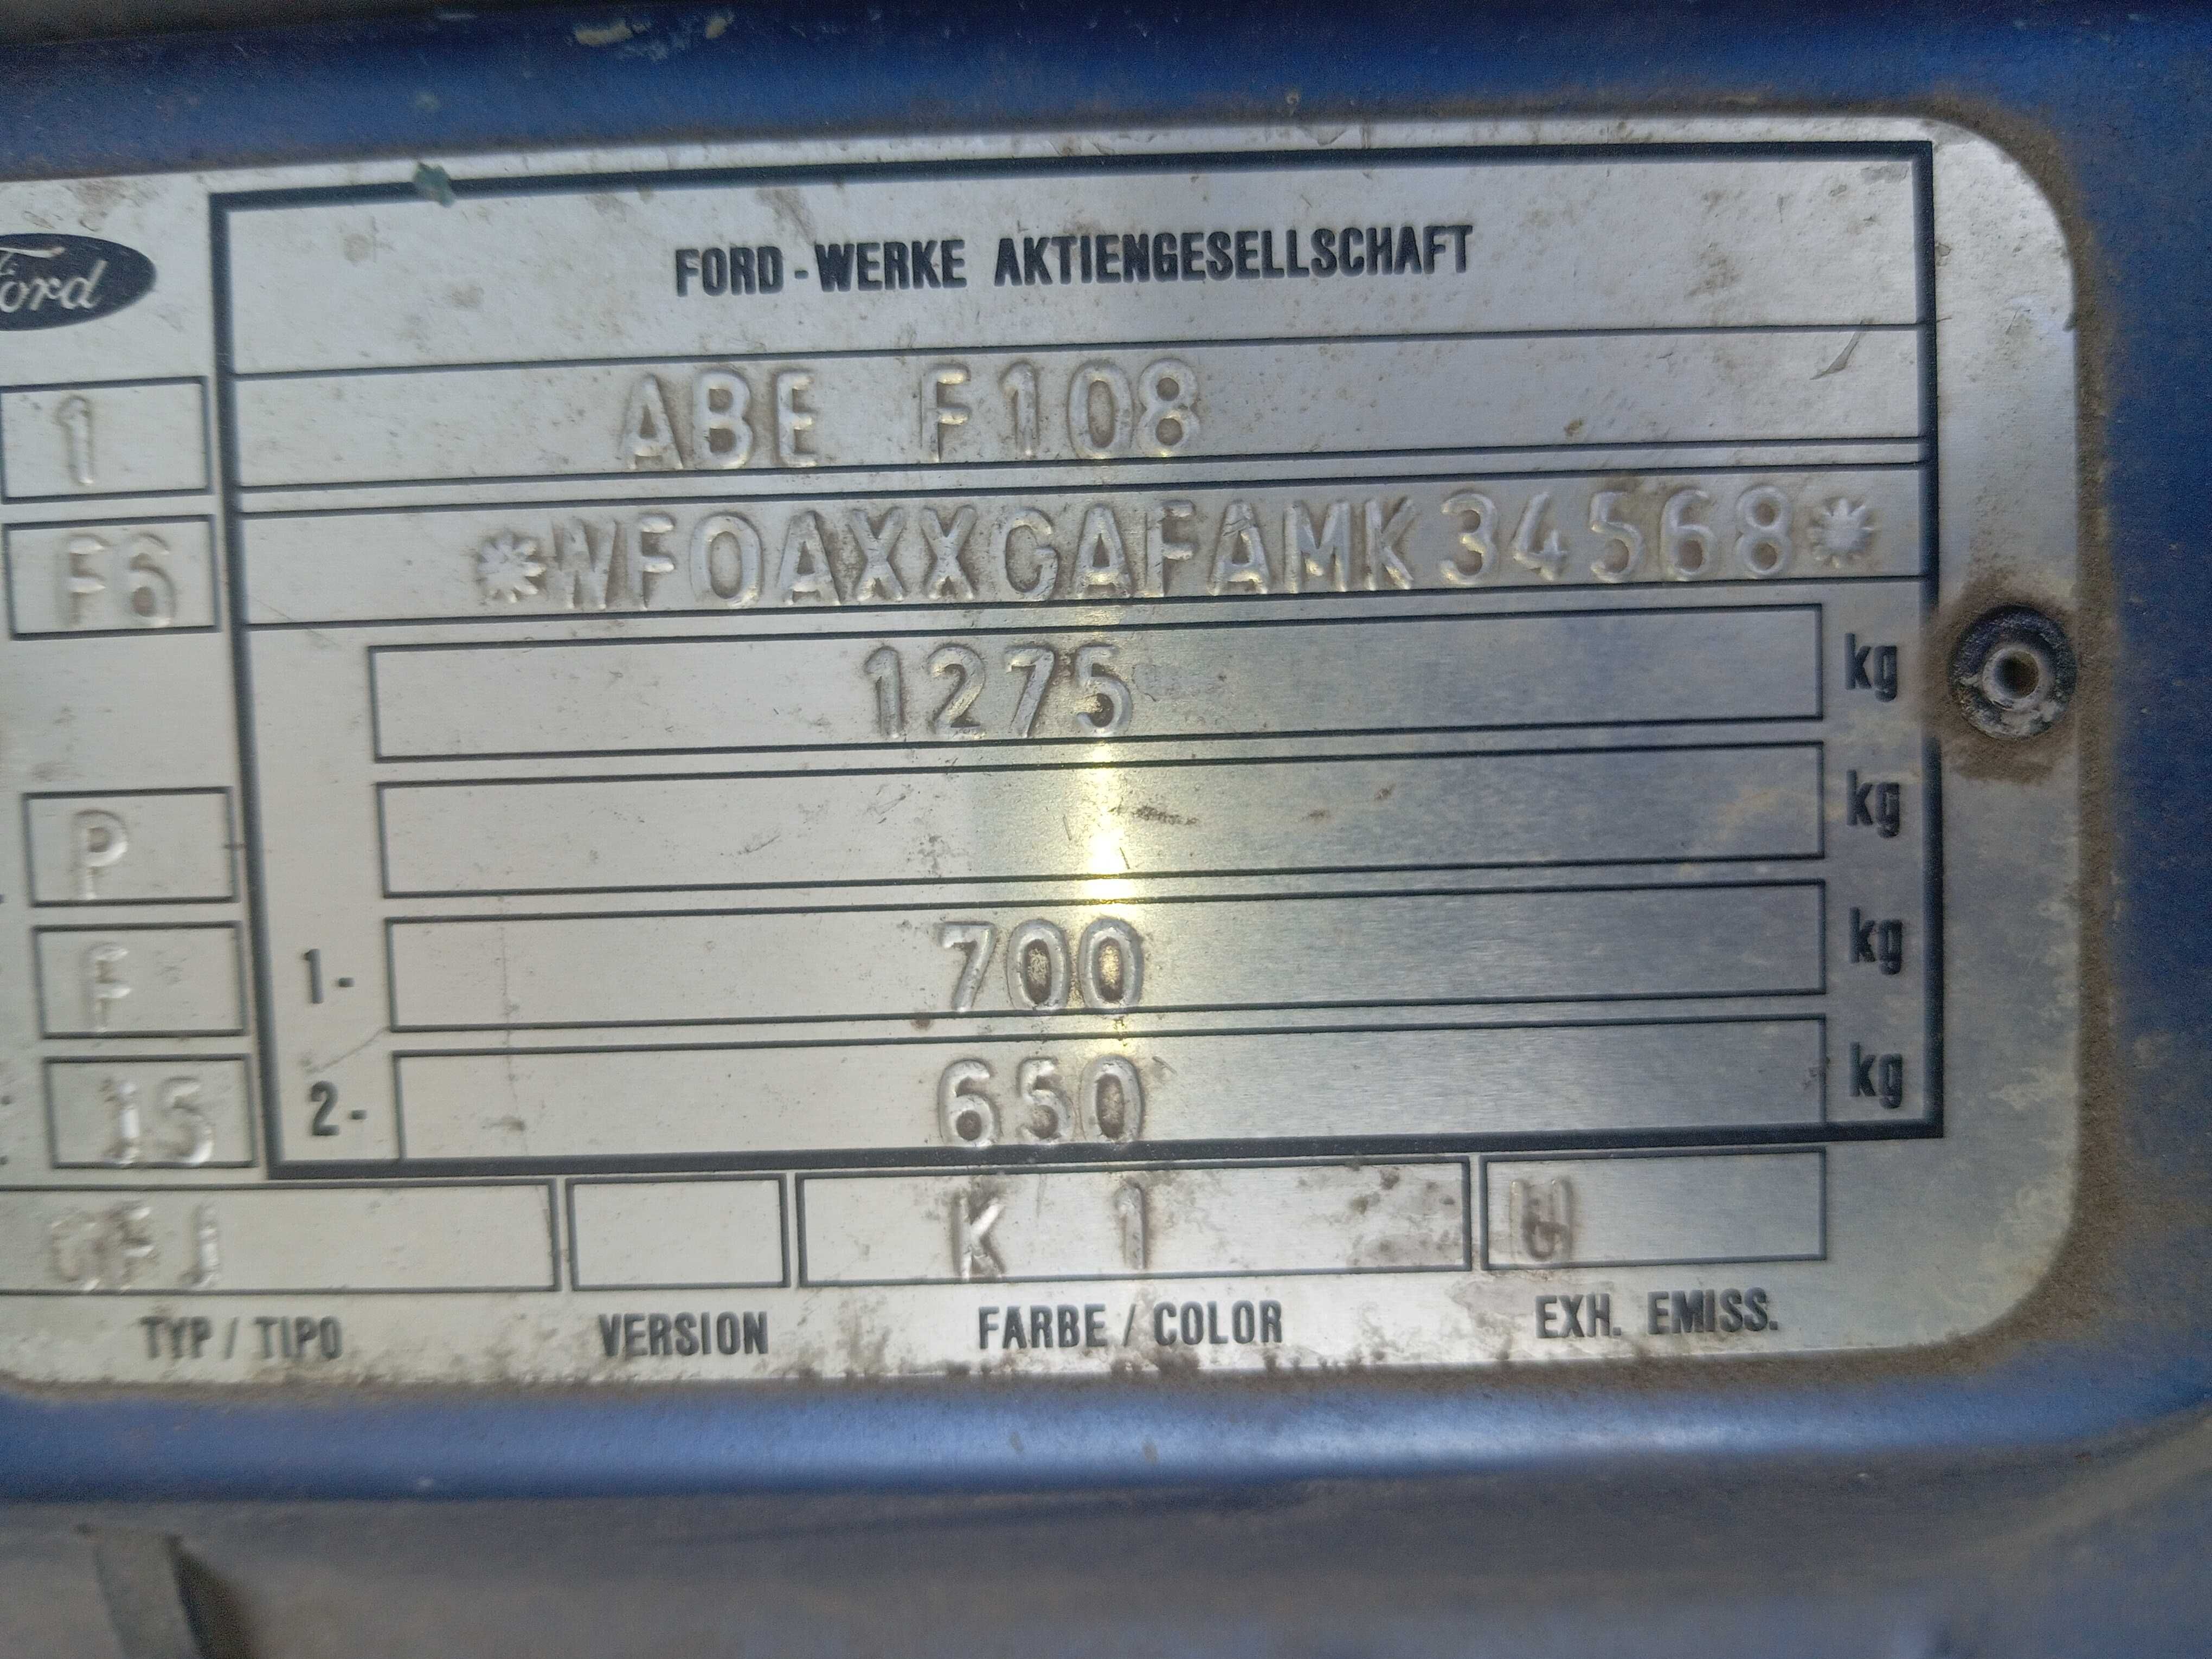 FORD-WERKE AKTIENGESELLSCHAFT
Ford
1
ABE F108
F6
*WFOAXXGAFAMK34568*
1275 kg
kg
P
F
1- 700 kg
15
2- 650 kg
K 1
U
TYP / TIPO
VERSION
FARBE / COLOR
EXH. EMISS.